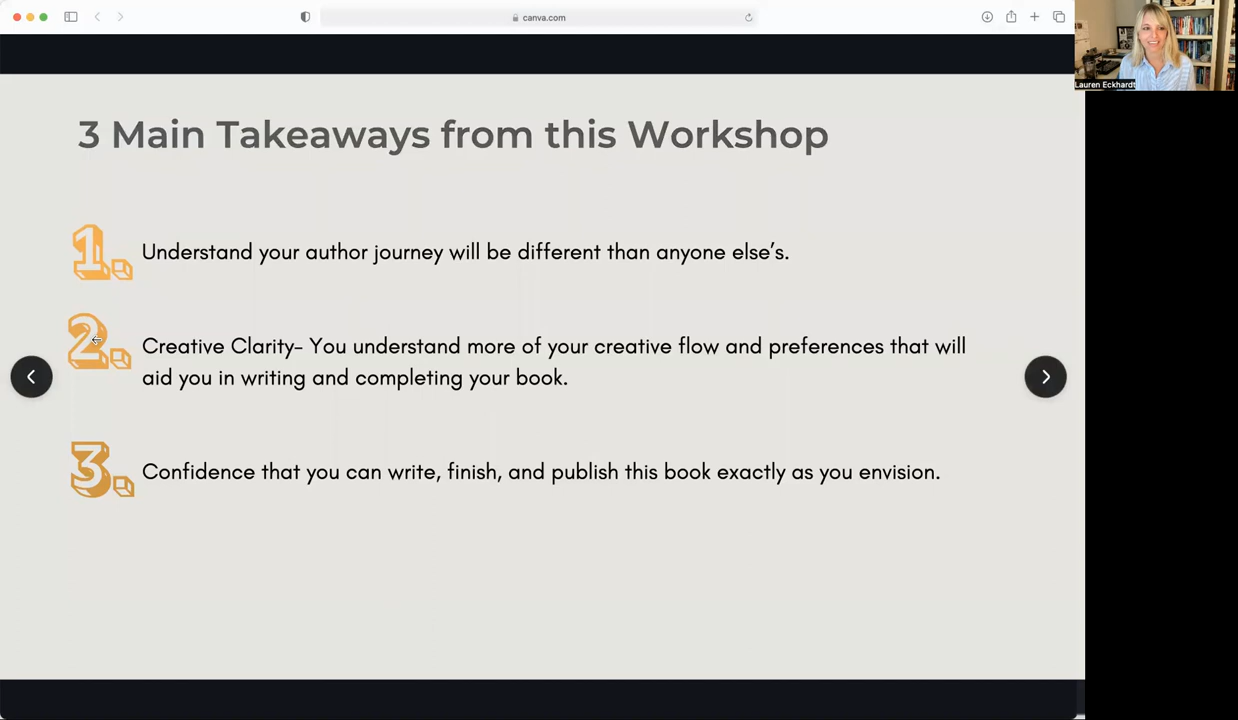 canva.com
Lauren Eckhardt
3 Main Takeaways from this Workshop
1. Understand your author journey will be different than anyone else's.
2. Creative Clarity- You understand more of your creative flow and preferences that will
aid you in writing and completing your book.
3. Confidence that you can write, finish, and publish this book exactly as you envision.